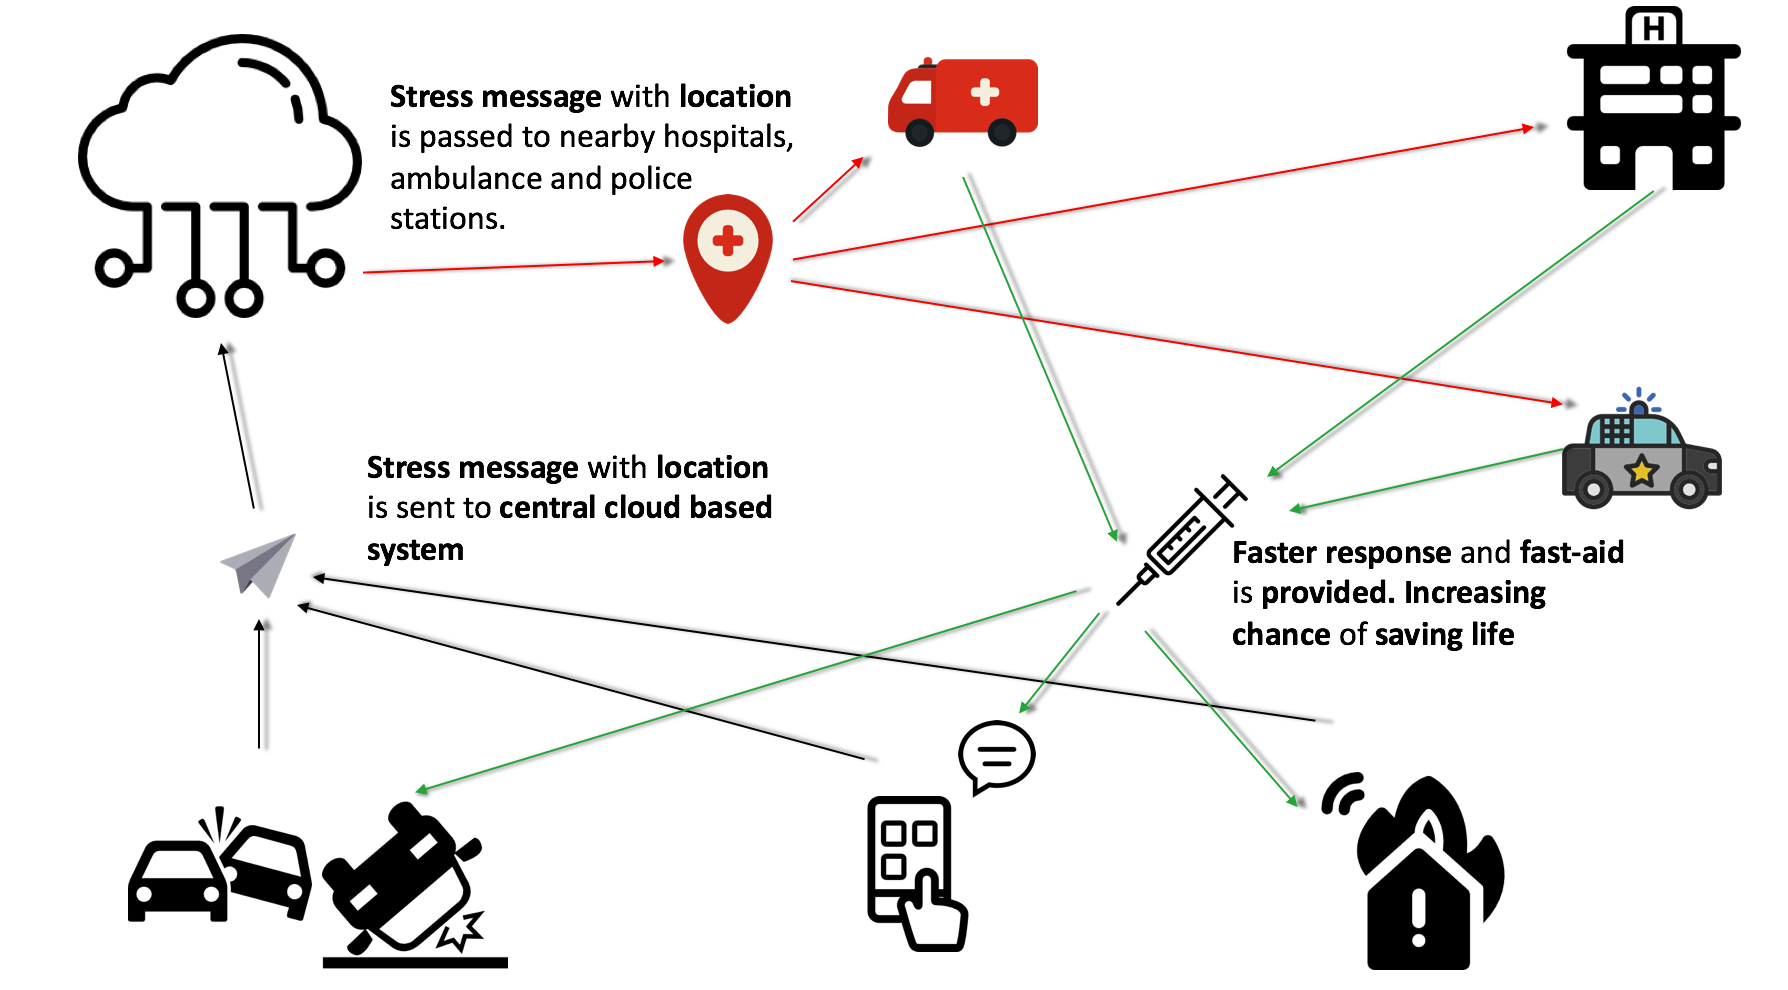 H
Stress message with location
is passed to nearby hospitals,
ambulance and police
stations.
Stress message with location
is sent to central cloud based
system
Faster response and fast-aid
is provided. Increasing
chance of saving life
!